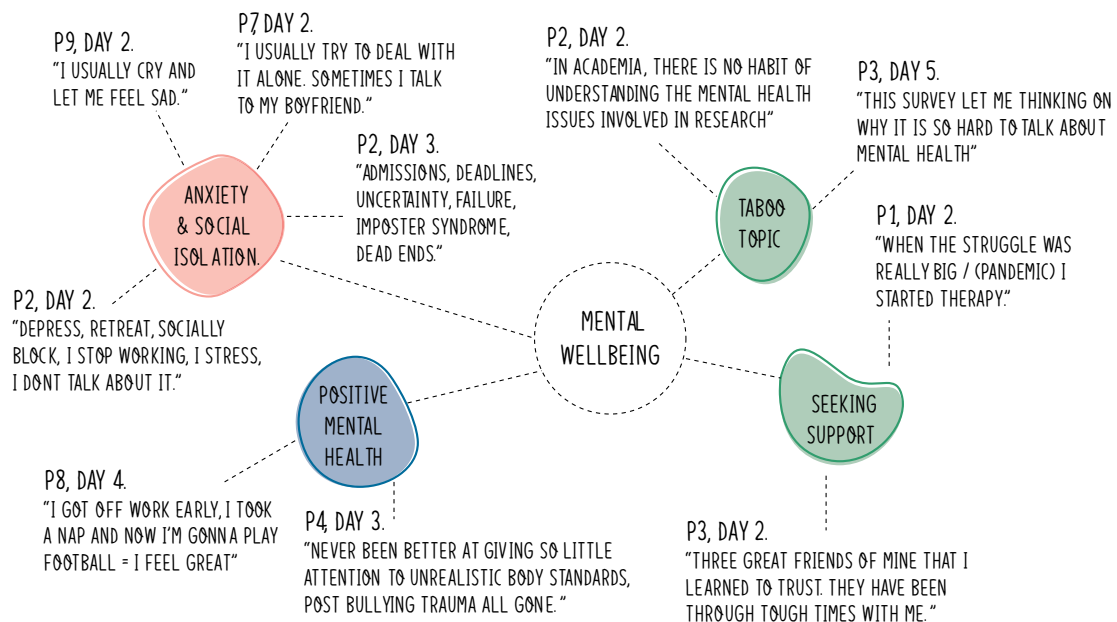 P9, DAY 2.
"I USUALLY CRY AND
LET ME FEEL SAD."
P7, DAY 2.
"I USUALLY TRY TO DEAL WITH
IT ALONE. SOMETIMES I TALK
TO MY BOYFRIEND."
P2, DAY 3.
"ADMISSIONS, DEADLINES,
UNCERTAINTY, FAILURE,
IMPOSTER SYNDROME,
DEAD ENDS."
ANXIETY
& SOCIAL
ISOLATION.
P2, DAY 2.
"DEPRESS, RETREAT, SOCIALLY
BLOCK, I STOP WORKING, I STRESS,
I DONT TALK ABOUT IT."
P2, DAY 2.
"IN ACADEMIA, THERE IS NO HABIT OF
UNDERSTANDING THE MENTAL HEALTH
ISSUES INVOLVED IN RESEARCH"
P3, DAY 5.
"THIS SURVEY LET ME THINKING ON
WHY IT IS SO HARD TO TALK ABOUT
MENTAL HEALTH"
TABOO
TOPIC
P1, DAY 2.
"WHEN THE STRUGGLE WAS
REALLY BIG / (PANDEMIC) I
STARTED THERAPY."
MENTAL
WELLBEING
POSITIVE
MENTAL
HEALTH
SEEKING
SUPPORT
P8, DAY 4.
"I GOT OFF WORK EARLY, I TOOK
A NAP AND NOW I'M GONNA PLAY
FOOTBALL = I FEEL GREAT"
P4, DAY 3.
"NEVER BEEN BETTER AT GIVING SO LITTLE
ATTENTION TO UNREALISTIC BODY STANDARDS,
POST BULLYING TRAUMA ALL GONE. "
P3, DAY 2.
"THREE GREAT FRIENDS OF MINE THAT I
LEARNED TO TRUST. THEY HAVE BEEN
THROUGH TOUGH TIMES WITH ME. "